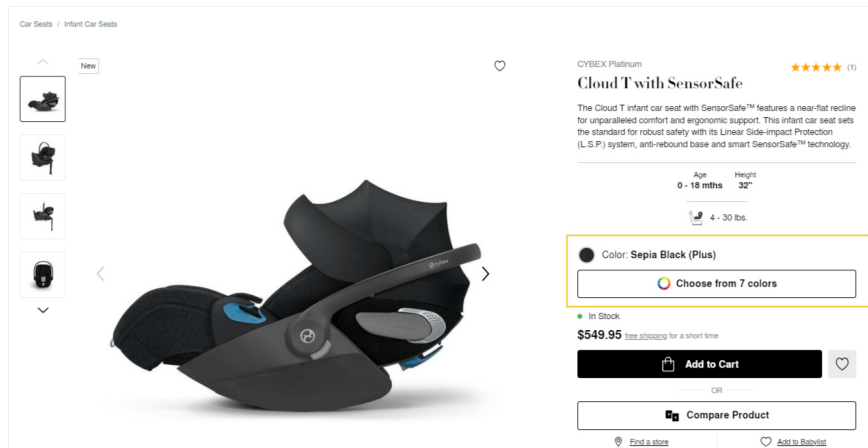 Car Seats / Infant Car Seats
New
CYBEX Platinum
(1)
Cloud T with SensorSafe
The Cloud T infant car seat with SensorSafe™ features a near-flat recline
for unparalleled comfort and ergonomic support. This infant car seat sets
the standard for robust safety with its Linear Side-impact Protection
(L.S.P.) system, anti-rebound base and smart SensorSafe™ technology.
Age Height
0 - 18 mths 32"
4 - 30 lbs.
Color: Sepia Black (Plus)
Choose from 7 colors
In Stock
$549.95 free shipping for a short time
Add to Cart
OR
Compare Product
Find a store Add to Babylist
cybex